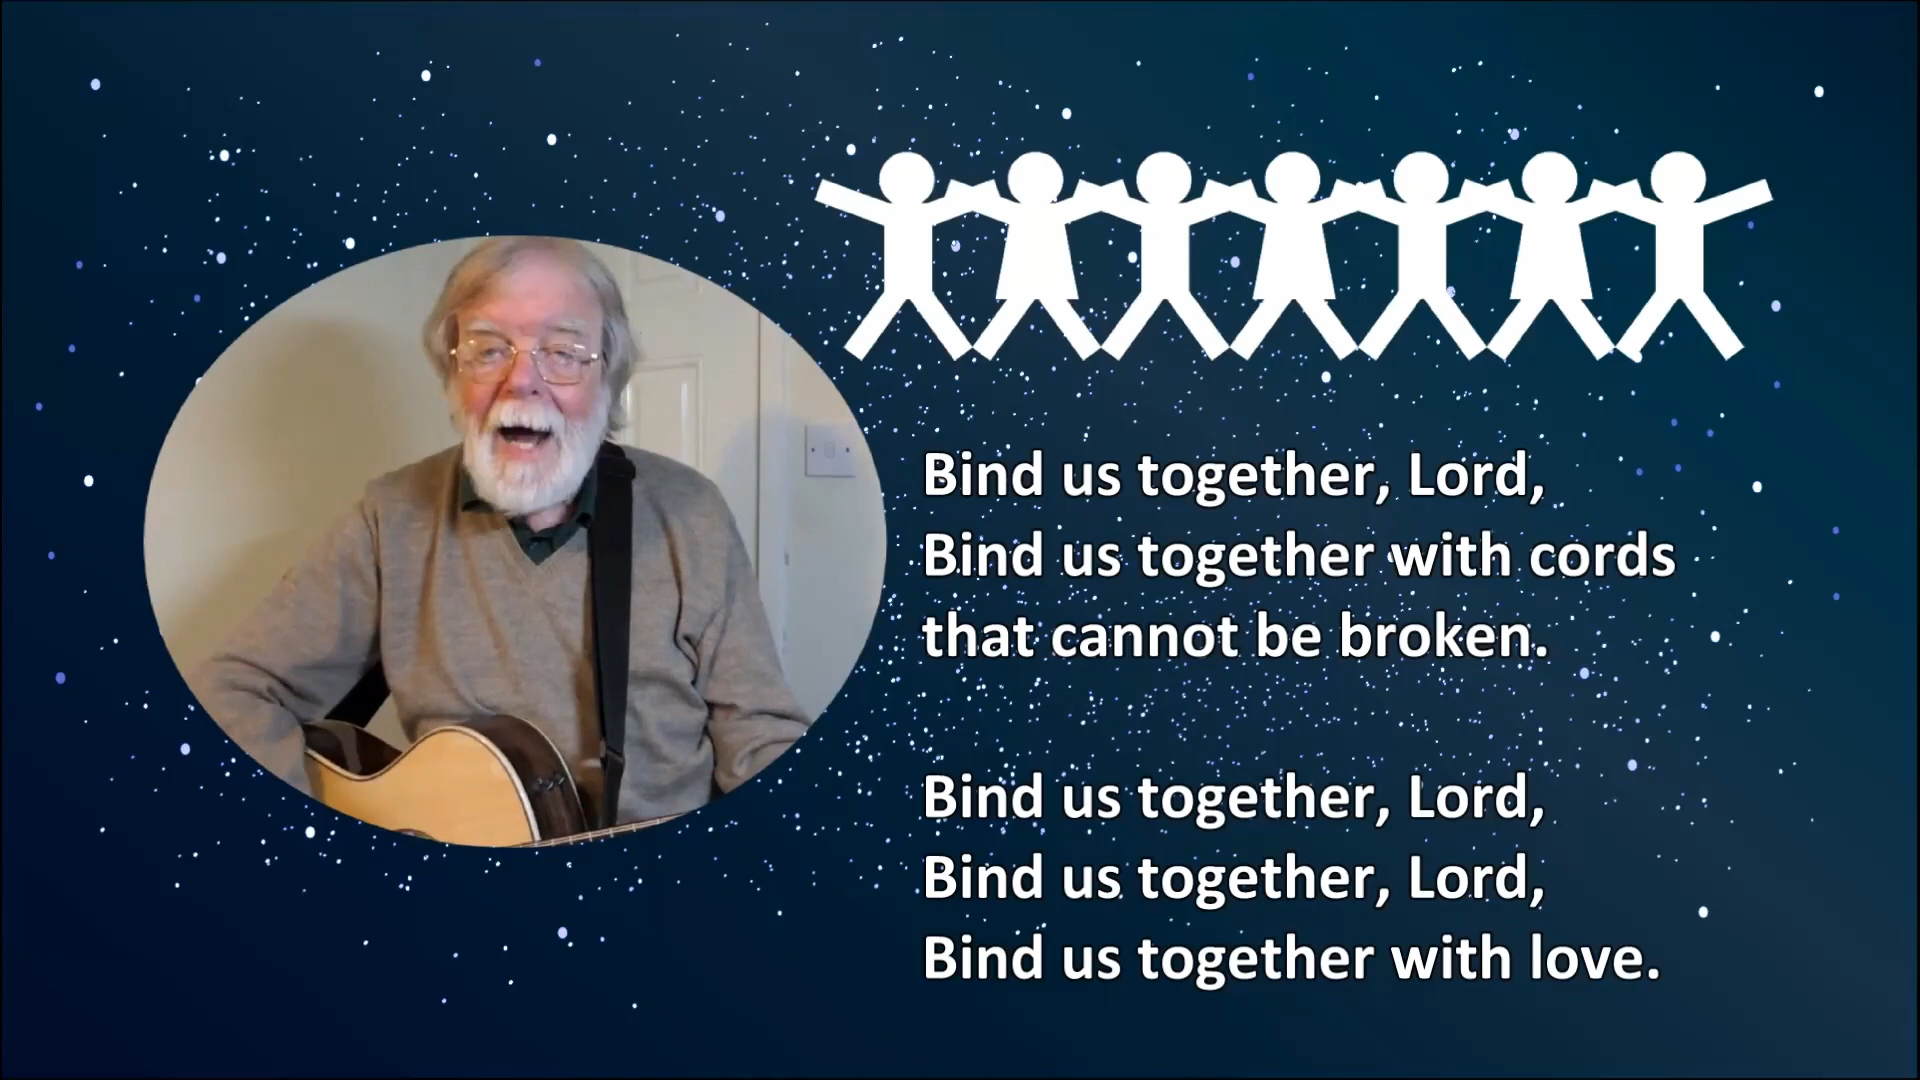 Bind us together, Lord,
Bind us together with cords
that cannot be broken.
Bind us together, Lord,
Bind us together, Lord,
Bind us together with love.